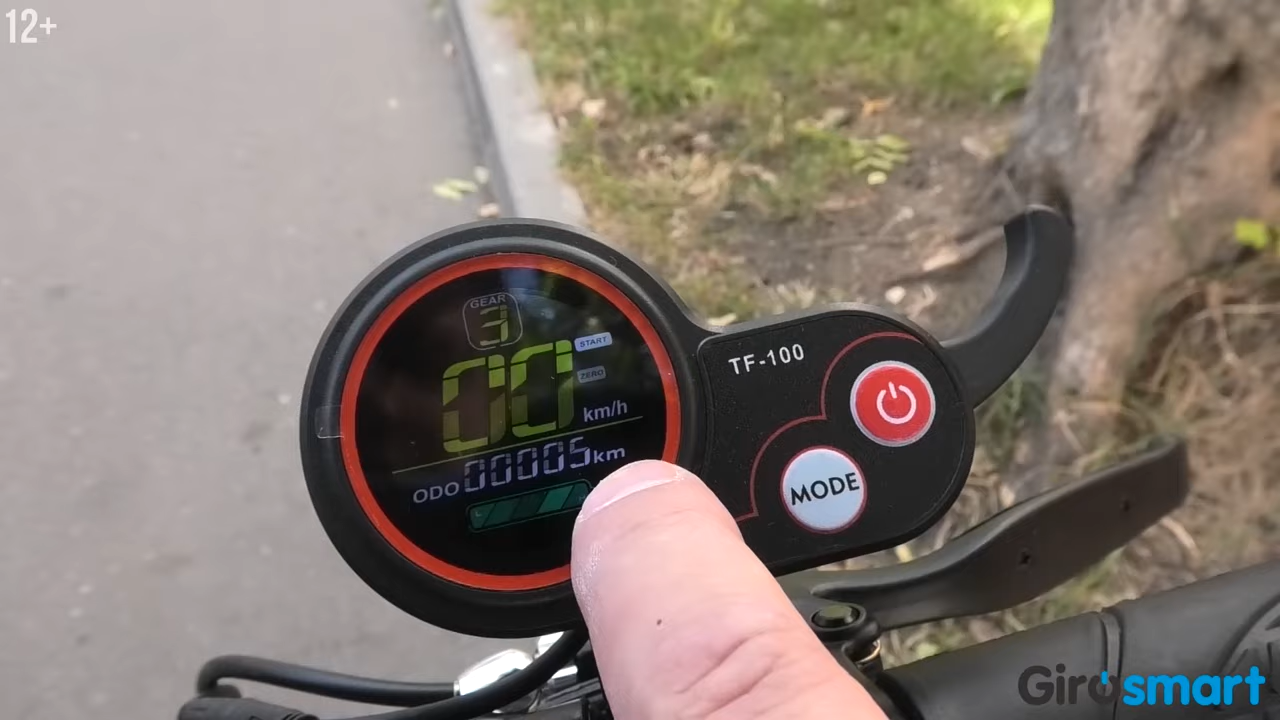 12+
GEAR
3
START
00
ZERO
km/h
ODO 00005 km
TF-100
MODE
Girosmart